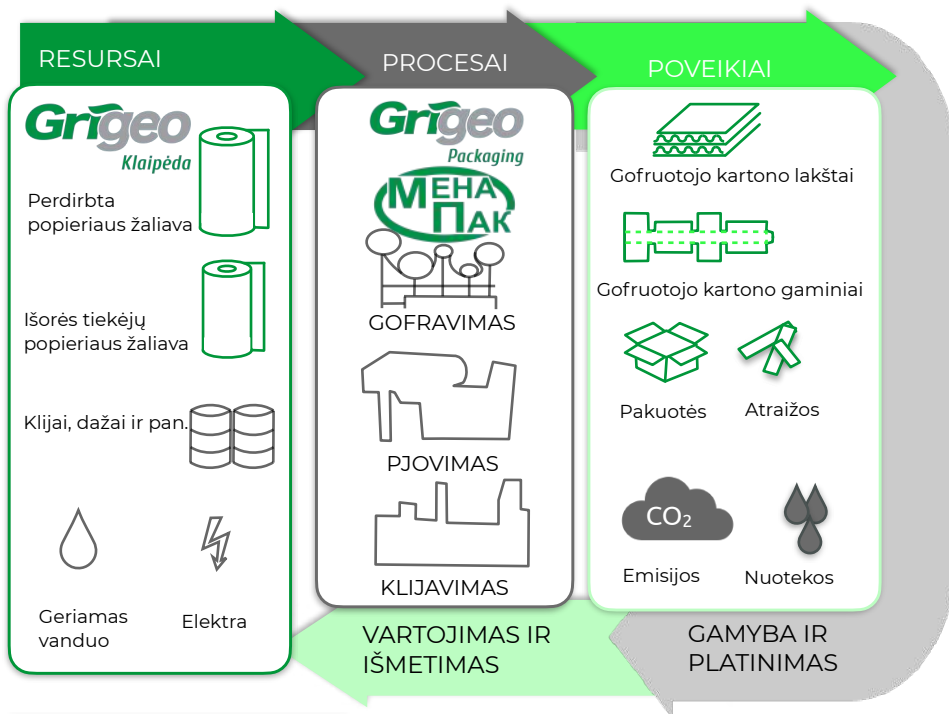 RESURSAI
PROCESAI
POVEIKIAI
Grigeo
Klaipėda
Perdirbta
popieriaus žaliava
Išorės tiekėjų
popieriaus žaliava
Klijai, dažai ir pan.
Geriamas
vanduo
Elektra
Grigeo
Packaging
МЕНА
ПАК
GOFRAVIMAS
PJOVIMAS
KLIJAVIMAS
Gofruotojo kartono lakštai
Gofruotojo kartono gaminiai
Pakuotės
Atraižos
CO₂
Emisijos
Nuotekos
VARTOJIMAS IR
IŠMETIMAS
GAMYBA IR
PLATINIMAS